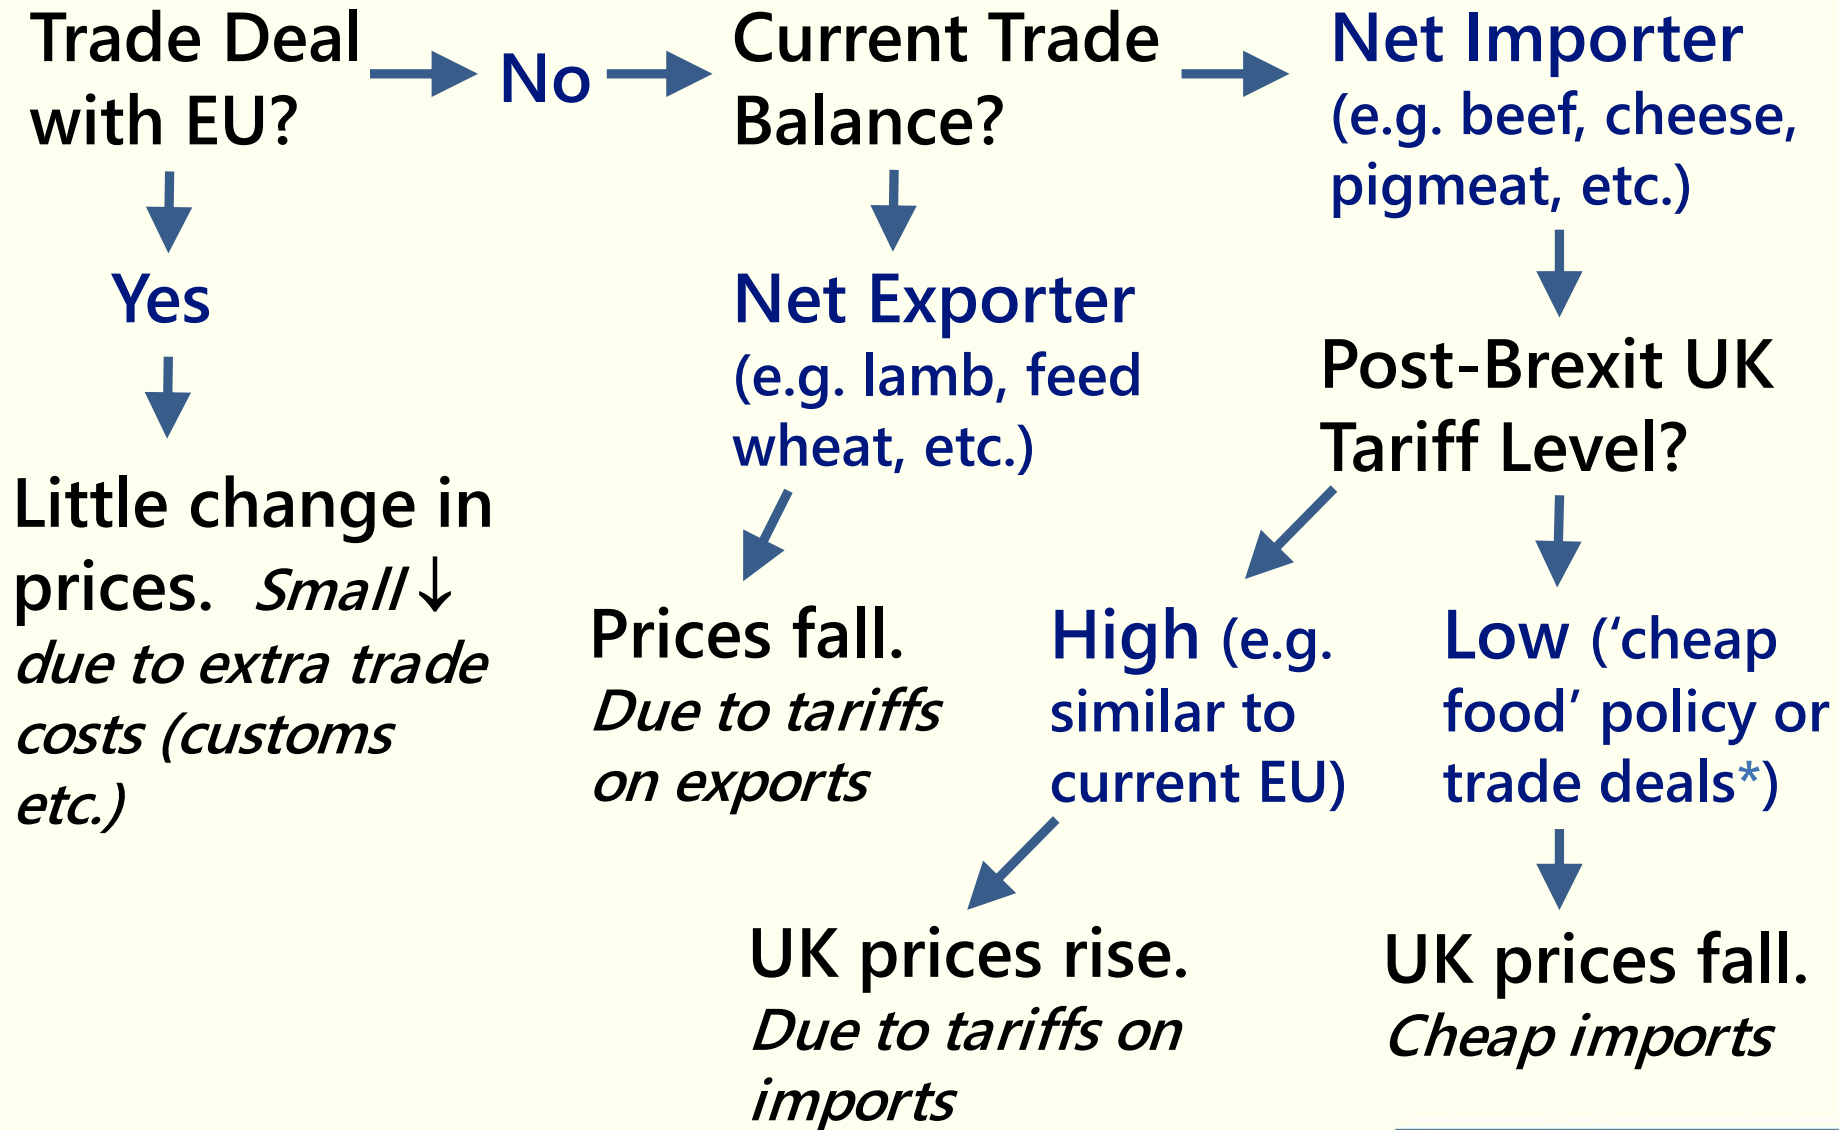 Trade Deal
with EU?
No
Current Trade
Balance?
Net Importer
(e.g. beef, cheese,
pigmeat, etc.)
Yes
Net Exporter
(e.g. lamb, feed
wheat, etc.)
Post-Brexit UK
Tariff Level?
Little change in
prices. Small ↓
due to extra trade
costs (customs
etc.)
Prices fall.
Due to tariffs
on exports
High (e.g.
similar to
current EU)
Low (‘cheap
food’ policy or
trade deals*)
UK prices rise.
Due to tariffs on
imports
UK prices fall.
Cheap imports